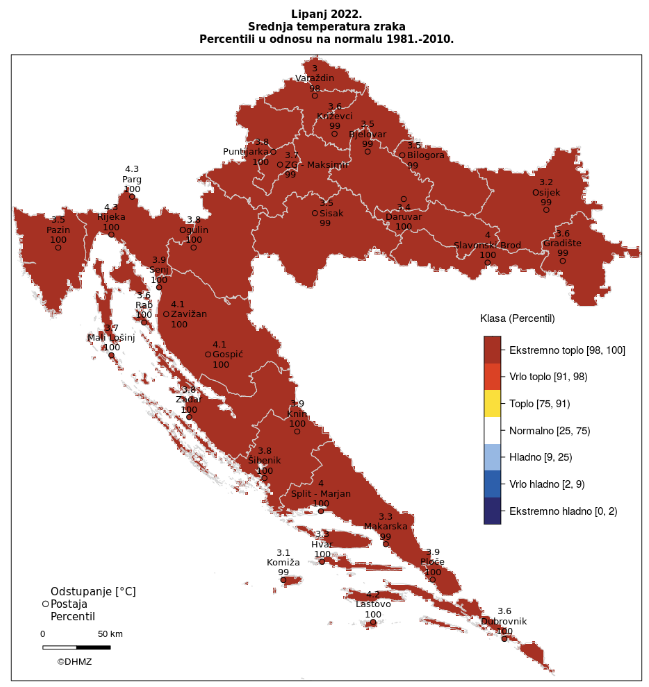 Lipanj 2022.
Srednja temperatura zraka
Percentili u odnosu na normalu 1981.-2010.
3
Varaždin
98
3.6
Križevci
99
3.5
Bjelovar
99
3.5
Bilogora
99
3.8
Puntijarka
100
3.7
ZG - Maksimir
99
4.3
Parg
100
3.2
Osijek
99
3.5
Sisak
99
3.4
Daruvar
100
4.3
Rijeka
100
3.5
Pazin
100
3.8
Ogulin
100
4
Slavonski Brod
100
3.6
Gradište
99
3.9
Senj
100
3.6
Rab
100
4.1
Zavižan
100
3.7
Mali Lošinj
100
4.1
Gospić
100
Klasa (Percentil)
Ekstremno toplo [98, 100]
Vrlo toplo [91, 98)
Toplo [75, 91)
Normalno [25, 75)
Hladno [9, 25)
Vrlo hladno [2, 9)
Ekstremno hladno [0, 2)
Zadar
100
3.9
Knin
100
3.8
Šibenik
100
4
Split - Marjan
100
3.3
Makarska
99
Hvar
100
3.1
Komiža
99
3.9
Ploče
100
4.2
Lastovo
100
3.6
Dubrovnik
100
Odstupanje [°C]
Postaja
Percentil
0 50 km
©DHMZ